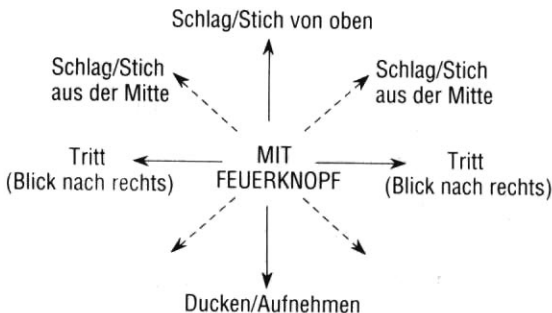 Schlag/Stich von oben
Schlag/Stich
aus der Mitte
Schlag/Stich
aus der Mitte
Tritt
(Blick nach rechts)
MIT
FEUERKNOPF
Tritt
(Blick nach rechts)
Ducken/Aufnehmen